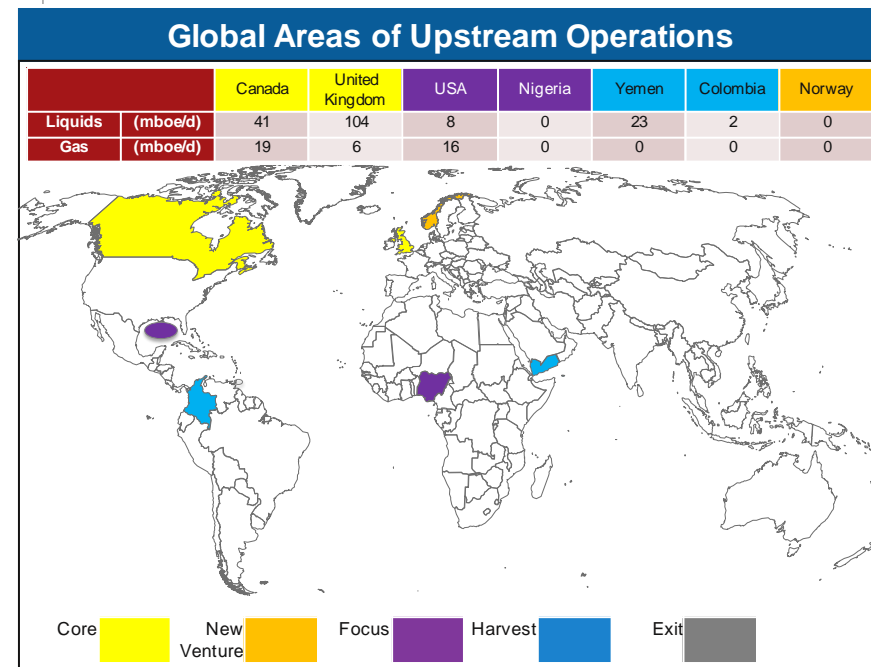 Global Areas of Upstream Operations
Canada United Kingdom USA Nigeria Yemen Colombia Norway
Liquids (mboe/d) 41 104 8 0 23 2 0
Gas (mboe/d) 19 6 16 0 0 0 0
Core New Venture Focus Harvest Exit